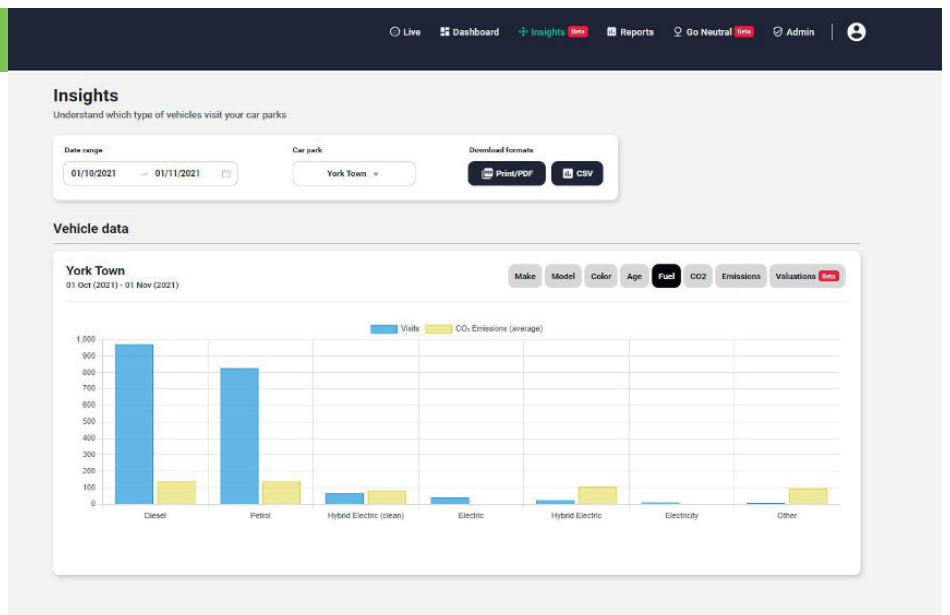 Live Dashboard Insights Beta Reports Go Neutral Beta Admin
Insights
Understand which type of vehicles visit your car parks
Date range Car park Download formats
01/10/2021 → 01/11/2021 York Town Print/PDF CSV
Vehicle data
York Town
01 Oct (2021) - 01 Nov (2021)
Make Model Color Age Fuel CO2 Emissions Valuations Beta
Visits CO₂ Emissions (average)
1,000
900
800
700
600
500
400
300
200
100
0
Diesel Petrol Hybrid Electric (clean) Electric Hybrid Electric Electricity Other